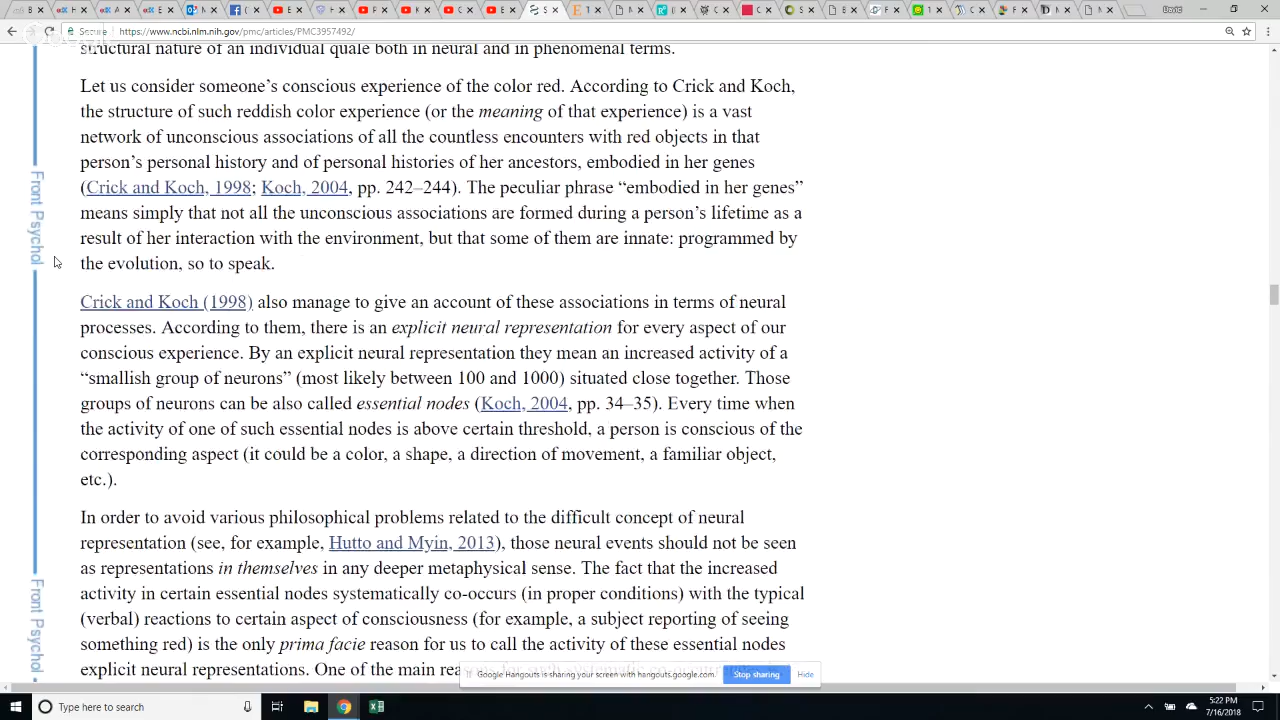 Secure
https://www.ncbi.nlm.nih.gov/pmc/articles/PMC3957492/
structural nature of an individual quale both in neural and in phenomenal terms.
Let us consider someone’s conscious experience of the color red. According to Crick and Koch,
the structure of such reddish color experience (or the meaning of that experience) is a vast
network of unconscious associations of all the countless encounters with red objects in that
person’s personal history and of personal histories of her ancestors, embodied in her genes
(Crick and Koch, 1998; Koch, 2004, pp. 242–244). The peculiar phrase “embodied in her genes”
means simply that not all the unconscious associations are formed during a person’s lifetime as a
result of her interaction with the environment, but that some of them are innate: programmed by
the evolution, so to speak.
Crick and Koch (1998) also manage to give an account of these associations in terms of neural
processes. According to them, there is an explicit neural representation for every aspect of our
conscious experience. By an explicit neural representation they mean an increased activity of a
“smallish group of neurons” (most likely between 100 and 1000) situated close together. Those
groups of neurons can be also called essential nodes (Koch, 2004, pp. 34–35). Every time when
the activity of one of such essential nodes is above certain threshold, a person is conscious of the
corresponding aspect (it could be a color, a shape, a direction of movement, a familiar object,
etc.).
In order to avoid various philosophical problems related to the difficult concept of neural
representation (see, for example, Hutto and Myin, 2013), those neural events should not be seen
as representations in themselves in any deeper metaphysical sense. The fact that the increased
activity in certain essential nodes systematically co-occurs (in proper conditions) with the typical
(verbal) reactions to certain aspect of consciousness (for example, a subject reporting of seeing
something red) is the only prima facie reason for us to call the activity of these essential nodes
explicit neural representations. One of the main
Front Psychol
Front Psychol
Google Hangouts is sharing your screen with hangouts.google.com.
Stop sharing
Hide
Type here to search
5:22 PM
7/16/2018